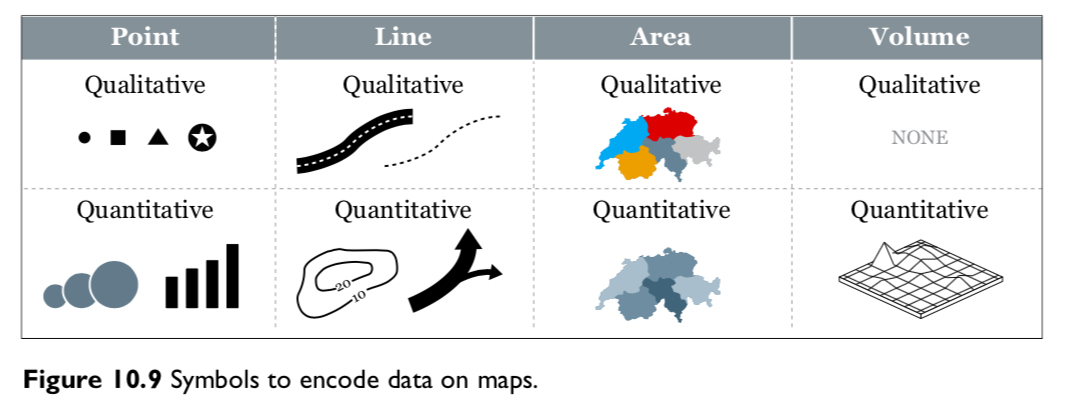 Point Line Area Volume
Qualitative Qualitative Qualitative Qualitative
NONE
Quantitative Quantitative Quantitative Quantitative
20
10
Figure 10.9 Symbols to encode data on maps.